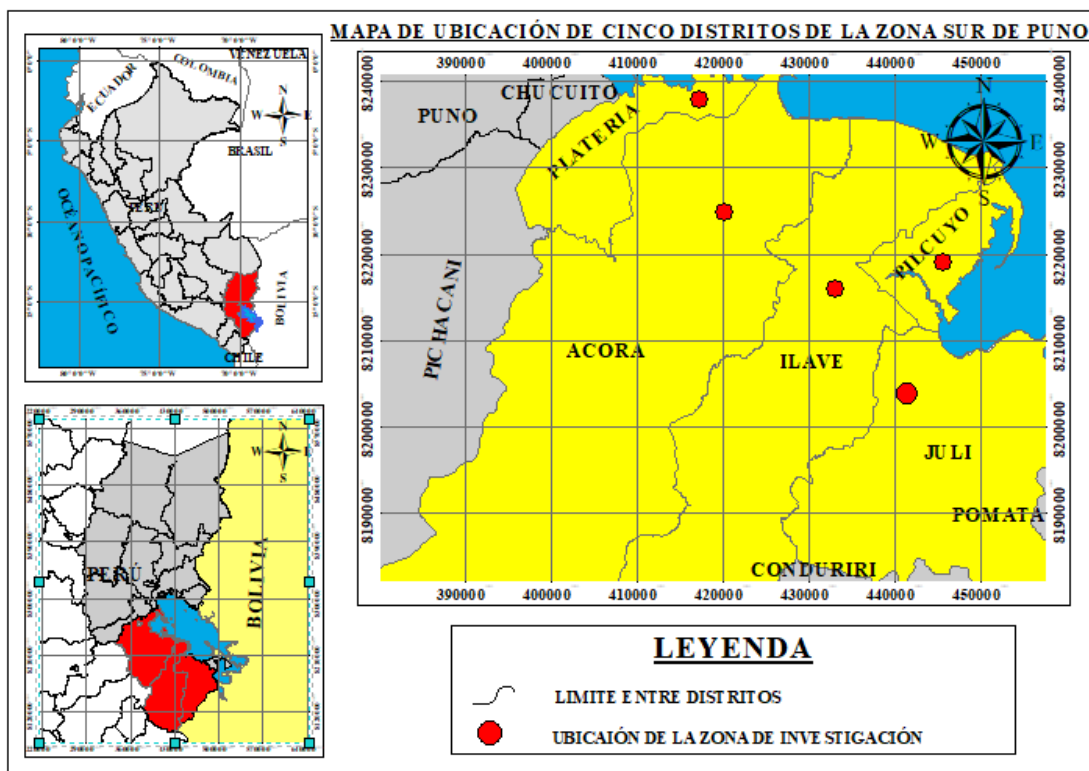 MAPA DE UBICACIÓN DE CINCO DISTRITOS DE LA ZONA SUR DE PUNO
VENEZUELA
COLOMBIA
ECUADOR
N
W E
S
BRASIL
PERÚ
OCÉANO PACÍFICO
BOLIVIA
CHILE
390000 400000 410000 420000 430000 440000 450000
8240000
8230000
8220000
8210000
8200000
8190000
CHUCUITO
PUNO
PLATERIA
N
W E
S
PILCUYO
PICHACANI
ACORA
ILAVE
JULI
POMATA
CONDURIRI
8240000
8230000
8220000
8210000
8200000
8190000
390000 400000 410000 420000 430000 440000 450000
N
W E
S
PERÚ
BOLIVIA
LEYENDA
LIMITE ENTRE DISTRITOS
UBICAIÓN DE LA ZONA DE INVESTIGACIÓN